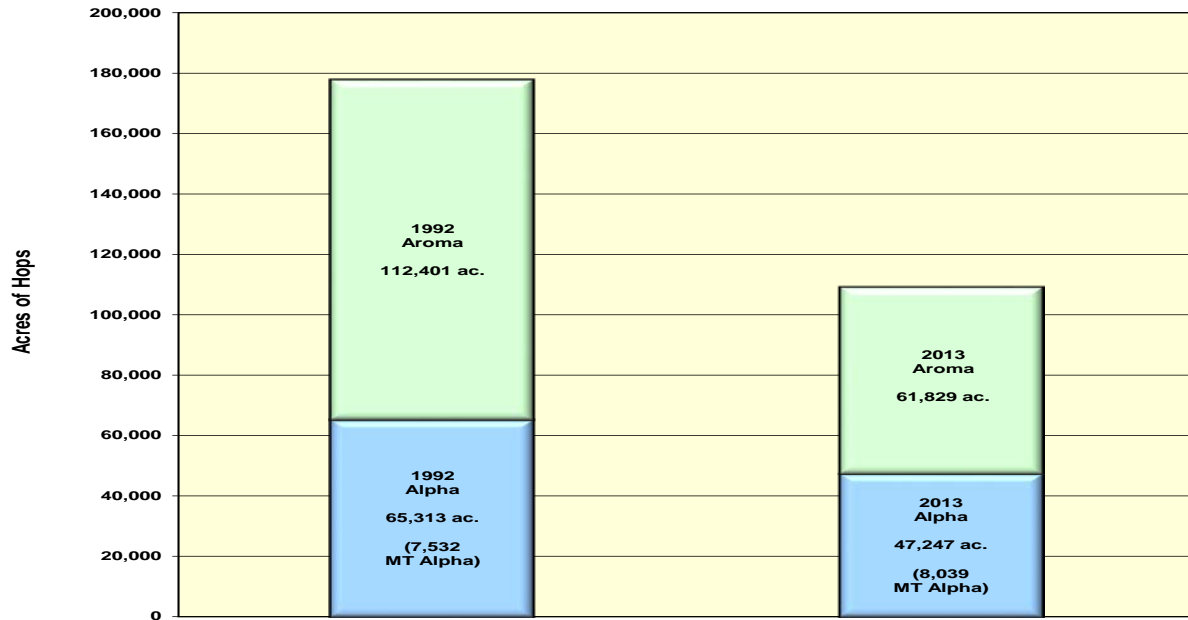 200,000
180,000
160,000
140,000
120,000
100,000
80,000
60,000
40,000
20,000
0
Acres of Hops
1992
Aroma
112,401 ac.
1992
Alpha
65,313 ac.
(7,532
MT Alpha)
2013
Aroma
61,829 ac.
2013
Alpha
47,247 ac.
(8,039
MT Alpha)